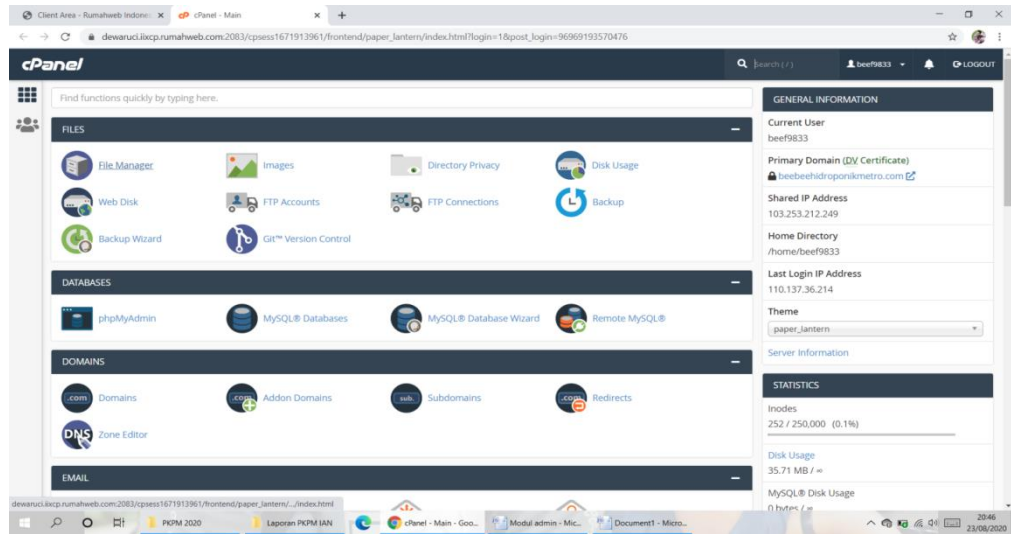 Client Area - Rumahweb Indones
cPanel - Main
dewaruci.iixcp.rumahweb.com:2083/cpsess1671913961/frontend/paper_lantern/index.html?login=1&post_login=96969193570476
cPanel
Search ( / )
beef9833
LOGOUT
Find functions quickly by typing here.
FILES
File Manager
Images
Directory Privacy
Disk Usage
Web Disk
FTP Accounts
FTP Connections
Backup
Backup Wizard
Git™ Version Control
DATABASES
phpMyAdmin
MySQL® Databases
MySQL® Database Wizard
Remote MySQL®
DOMAINS
.com
Domains
.com
Addon Domains
sub.
Subdomains
.com
Redirects
DNS
Zone Editor
EMAIL
GENERAL INFORMATION
Current User
beef9833
Primary Domain (DV Certificate)
beebeehidroponikmetro.com
Shared IP Address
103.253.212.249
Home Directory
/home/beef9833
Last Login IP Address
110.137.36.214
Theme
paper_lantern
Server Information
STATISTICS
Inodes
252 / 250,000 (0.1%)
Disk Usage
35.71 MB / ∞
MySQL® Disk Usage
0 bytes / ∞
dewaruci.iixcp.rumahweb.com:2083/cpsess1671913961/frontend/paper_lantern/.../index.html
PKPM 2020
Laporan PKPM IAN
cPanel - Main - Goo...
Modul admin - Mic...
Document1 - Micro...
20:46
23/08/2020